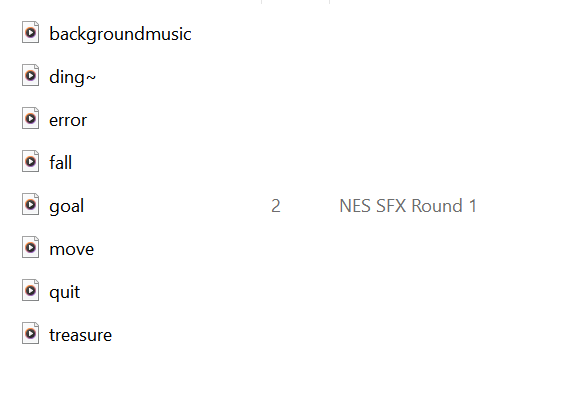 backgroundmusic
ding~
error
fall
goal 2 NES SFX Round 1
move
quit
treasure